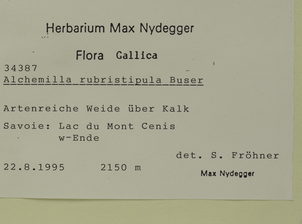 Herbarium Max Nydegger
Flora Gallica
34387
Alchemilla rubristipula Buser
Artenreiche Weide über Kalk
Savoie: Lac du Mont Cenis
w-Ende
det. S. Fröhner
22.8.1995 2150 m
Max Nydegger